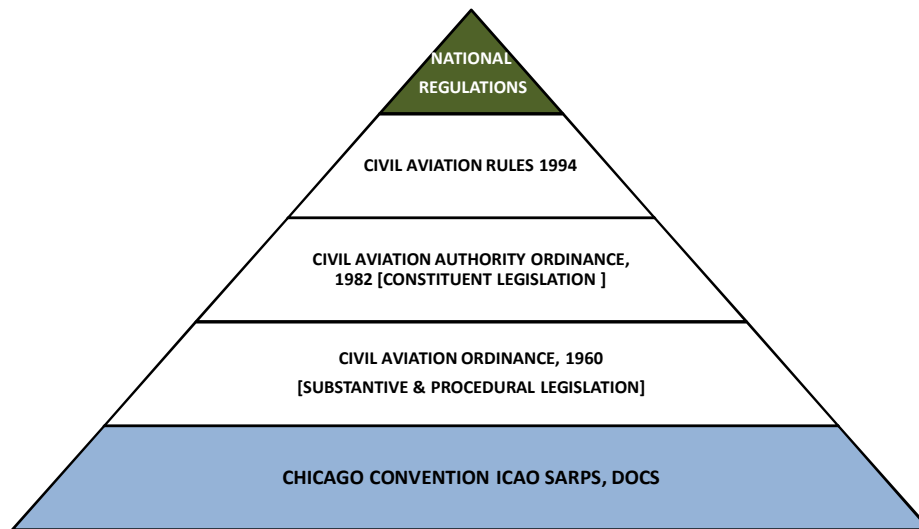 NATIONAL
REGULATIONS
CIVIL AVIATION RULES 1994
CIVIL AVIATION AUTHORITY ORDINANCE,
1982 [CONSTITUENT LEGISLATION ]
CIVIL AVIATION ORDINANCE, 1960
[SUBSTANTIVE & PROCEDURAL LEGISLATION]
CHICAGO CONVENTION ICAO SARPS, DOCS